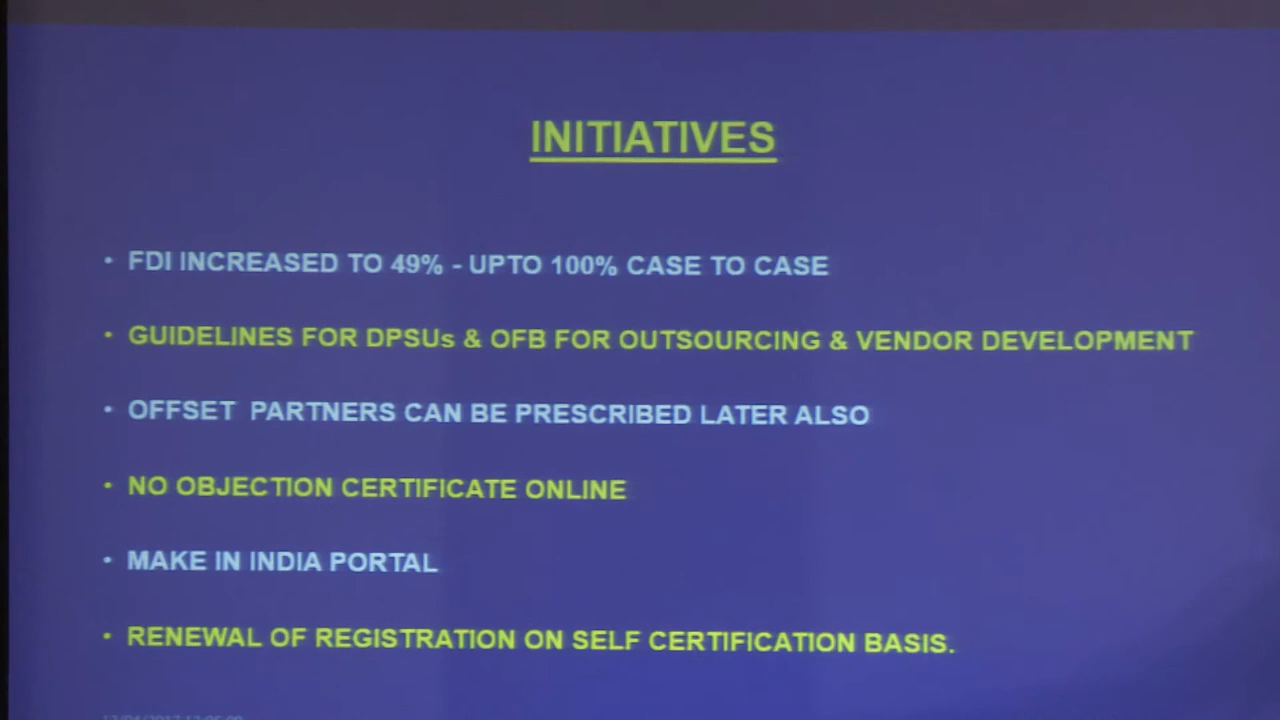 INITIATIVES
• FDI INCREASED TO 49% - UPTO 100% CASE TO CASE
• GUIDELINES FOR DPSUs & OFB FOR OUTSOURCING & VENDOR DEVELOPMENT
• OFFSET PARTNERS CAN BE PRESCRIBED LATER ALSO
• NO OBJECTION CERTIFICATE ONLINE
• MAKE IN INDIA PORTAL
• RENEWAL OF REGISTRATION ON SELF CERTIFICATION BASIS.